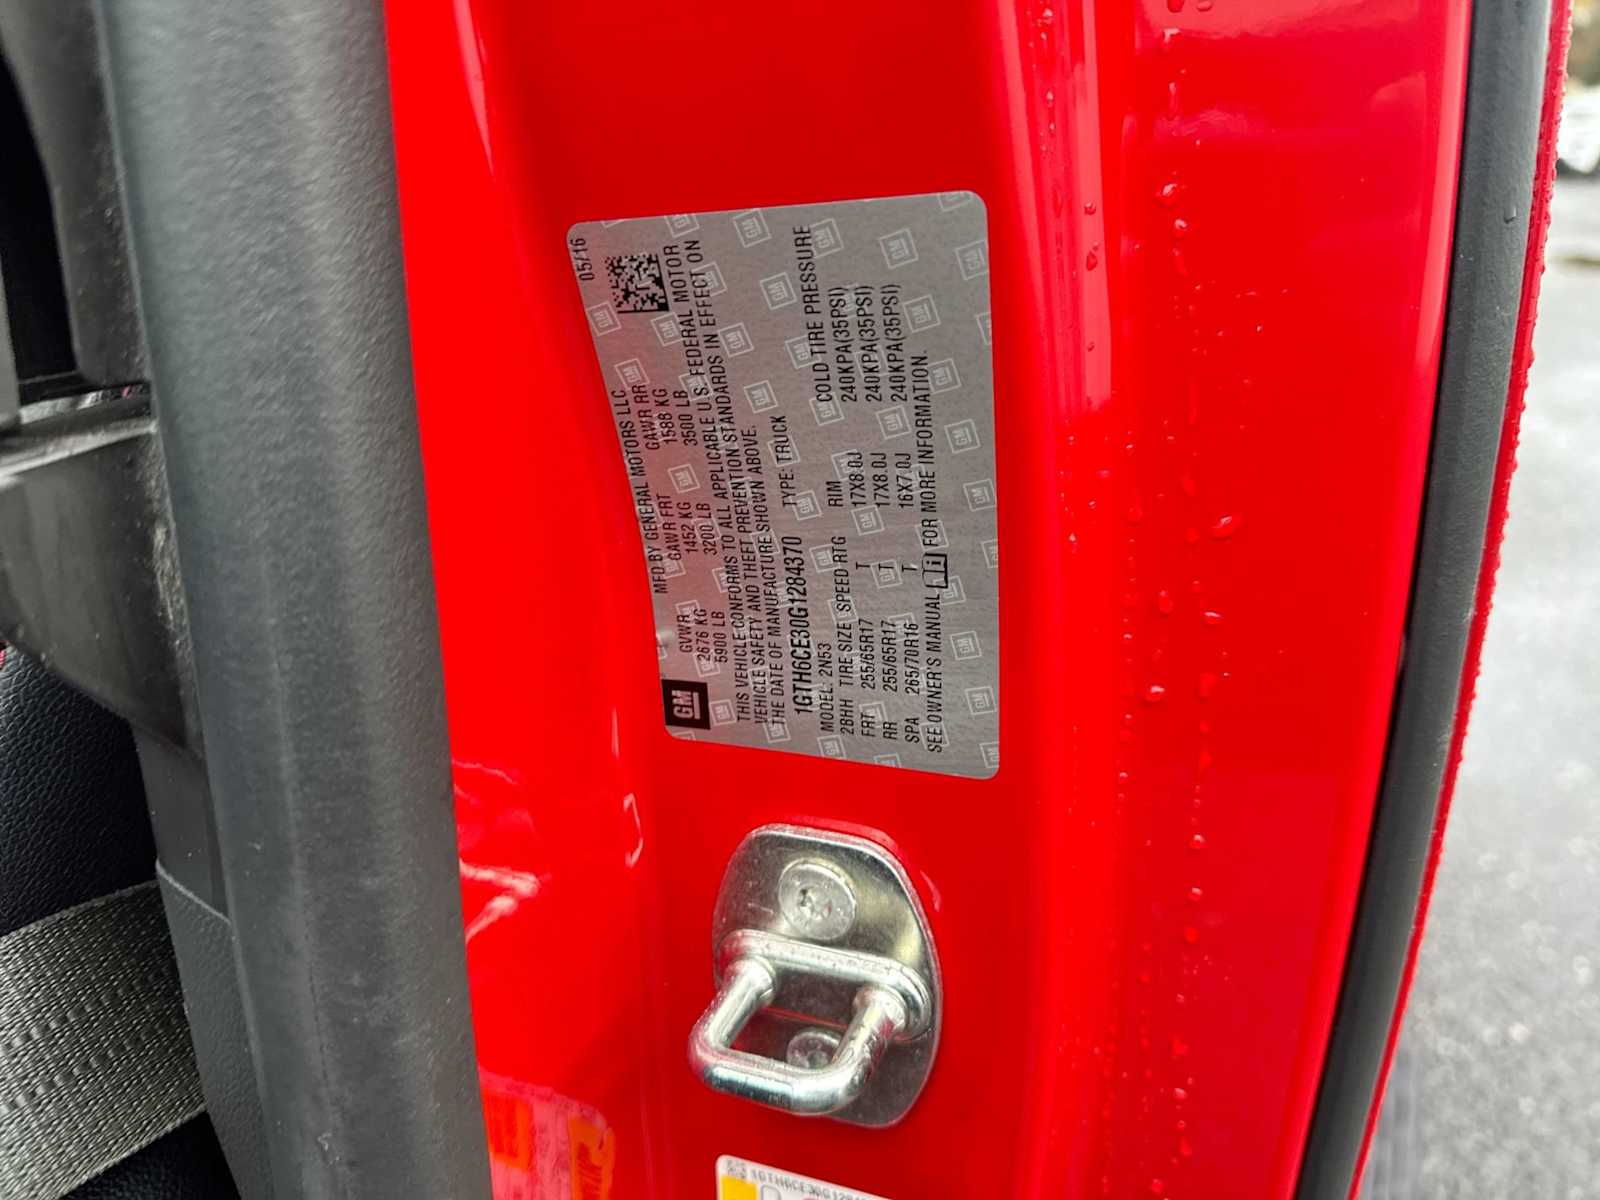 MFD BY GENERAL MOTORS LLC 05/16
GVWR GAWR FRT GAWR RR
2676 KG 1452 KG 1588 KG
5900 LB 3200 LB 3500 LB
GM
THIS VEHICLE CONFORMS TO ALL APPLICABLE U.S. FEDERAL MOTOR
VEHICLE SAFETY AND THEFT PREVENTION STANDARDS IN EFFECT ON
THE DATE OF MANUFACTURE SHOWN ABOVE.
1GTH6CE30G1284370 TYPE: TRUCK
MODEL: 2N53
2BHH TIRE SIZE SPEED RTG RIM COLD TIRE PRESSURE
FRT 255/65R17 T 17X8.0J 240KPA(35PSI)
RR 255/65R17 T 17X8.0J 240KPA(35PSI)
SPA 265/70R16 T 16X7.0J 240KPA(35PSI)
SEE OWNER'S MANUAL i FOR MORE INFORMATION.